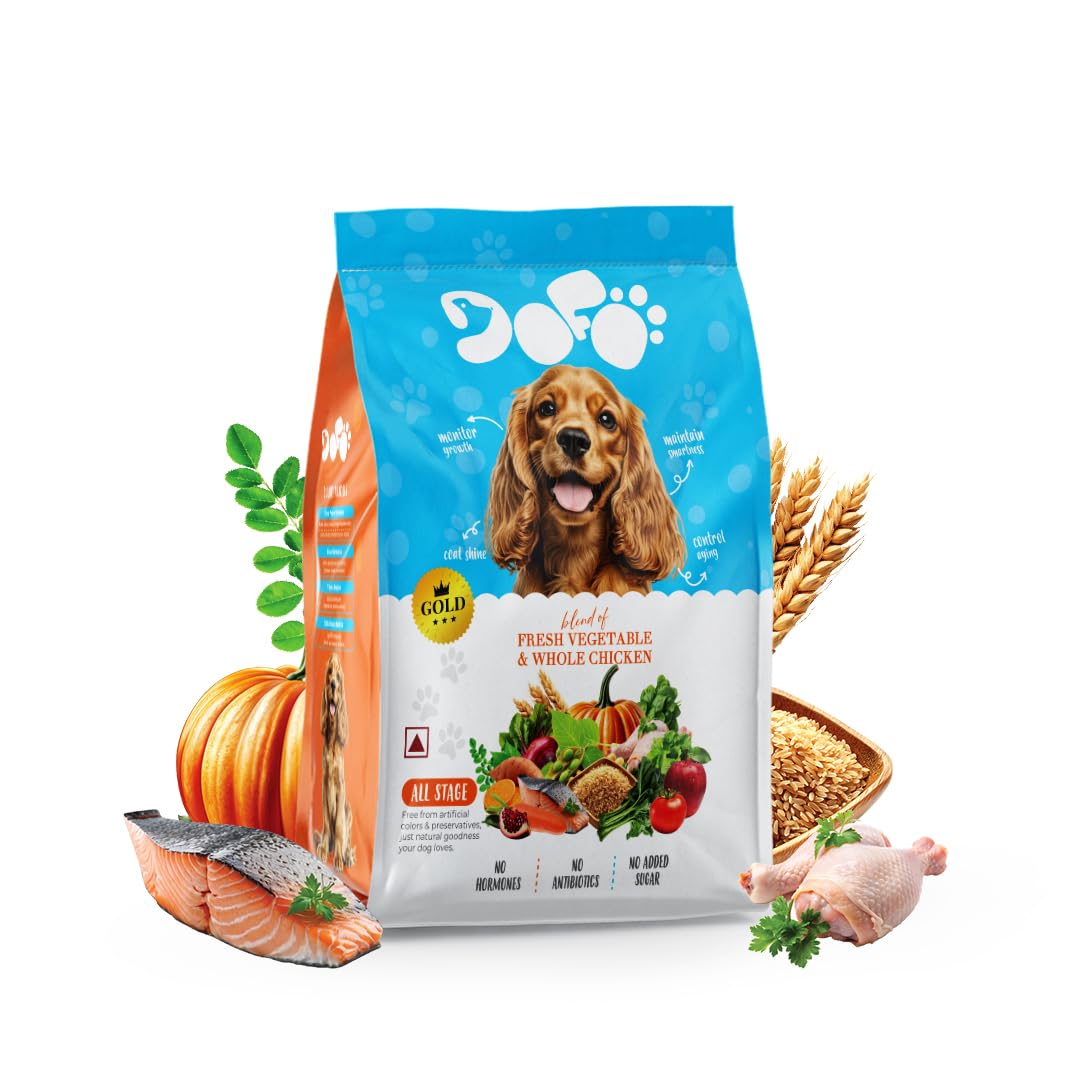 DOFO
monitor
growth
maintain
smartness
coat shine
control
aging
GOLD
blend of
FRESH VEGETABLE
& WHOLE CHICKEN
ALL STAGE
Free from artificial
colors & preservatives,
just natural goodness
your dog loves.
NO
HORMONES
NO
ANTIBIOTICS
NO ADDED
SUGAR
DOFO